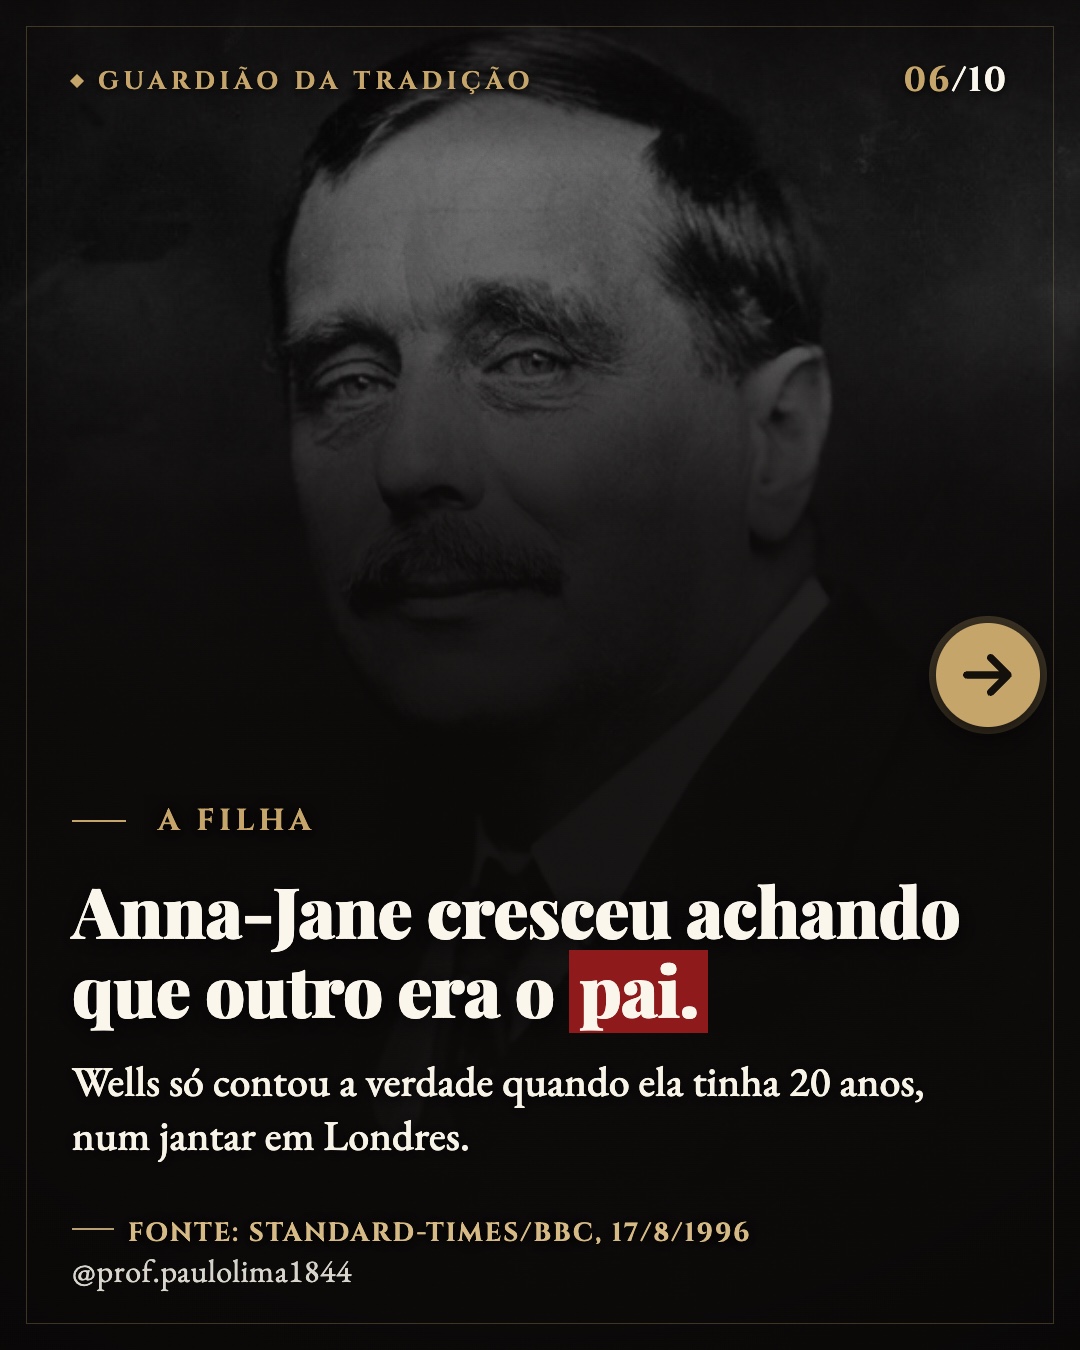 ◆ GUARDIÃO DA TRADIÇÃO
06/10
A FILHA
Anna-Jane cresceu achando
que outro era o pai.
Wells só contou a verdade quando ela tinha 20 anos,
num jantar em Londres.
FONTE: STANDARD-TIMES/BBC, 17/8/1996
@prof.paulolima1844